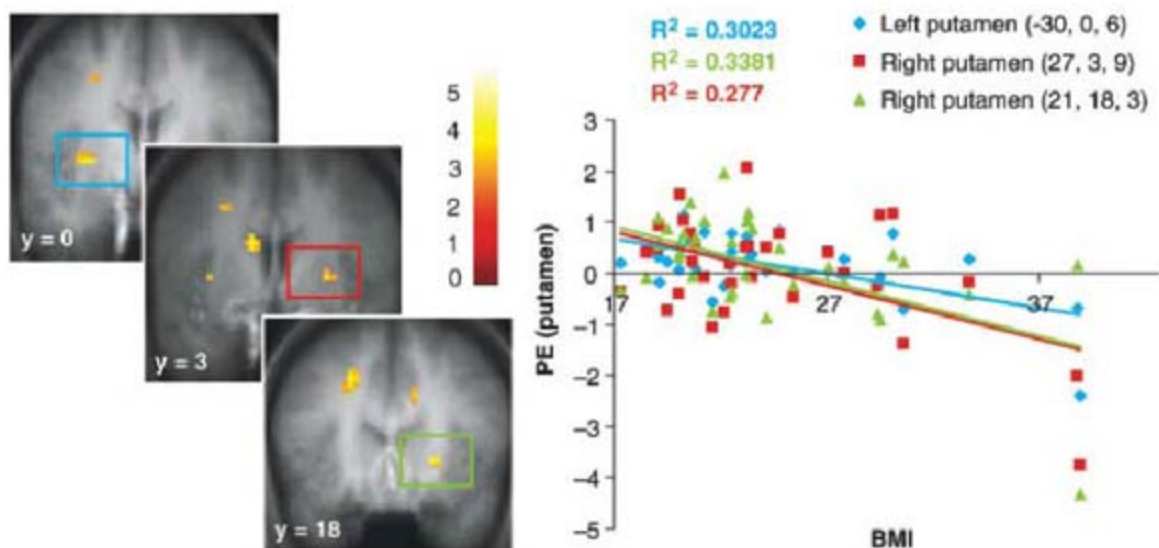 y = 0
y = 3
y = 18
5
4
3
2
1
0
R² = 0.3023
R² = 0.3381
R² = 0.277
Left putamen (-30, 0, 6)
Right putamen (27, 3, 9)
Right putamen (21, 18, 3)
PE (putamen)
3
2
1
0
–1
–2
–3
–4
–5
17
27
37
BMI